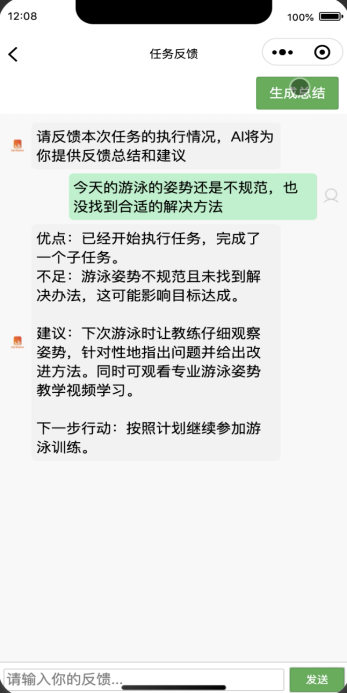 12:08
100%
任务反馈
生成总结
请反馈本次任务的执行情况，AI将为
你提供反馈总结和建议
今天的游泳的姿势还是不规范，也
没找到合适的解决方法
优点：已经开始执行任务，完成了
一个子任务。
不足：游泳姿势不规范且未找到解
决办法，这可能影响目标达成。
建议：下次游泳时让教练仔细观察
姿势，针对性地指出问题并给出改
进方法。同时可观看专业游泳姿势
教学视频学习。
下一步行动：按照计划继续参加游
泳训练。
请输入你的反馈...
发送